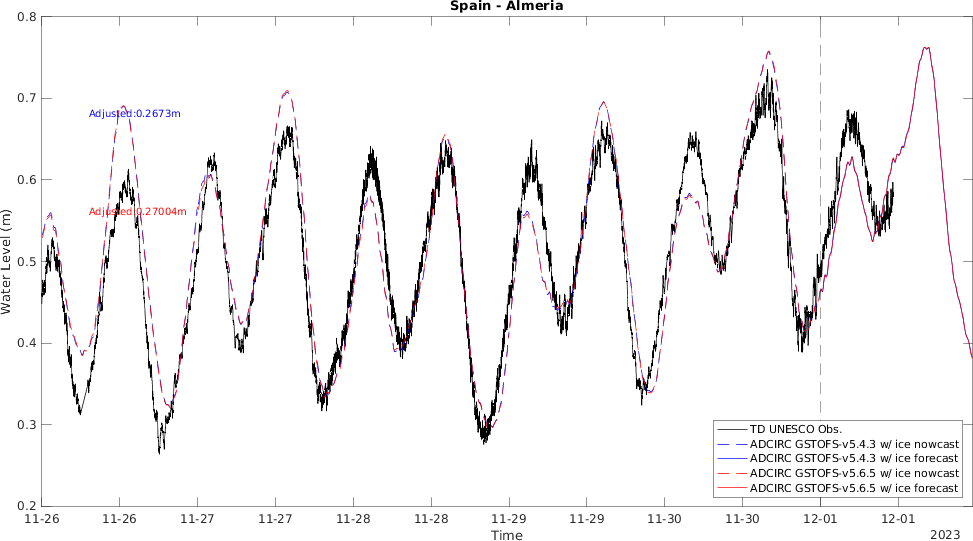 Spain - Almeria
0.8
0.7
0.6
0.5
0.4
0.3
0.2
Water Level (m)
Adjusted:0.2673m
Adjusted:0.27004m
TD UNESCO Obs.
ADCIRC GSTOFS-v5.4.3 w/ ice nowcast
ADCIRC GSTOFS-v5.4.3 w/ ice forecast
ADCIRC GSTOFS-v5.6.5 w/ ice nowcast
ADCIRC GSTOFS-v5.6.5 w/ ice forecast
11-26 11-26 11-27 11-27 11-28 11-28 11-29 11-29 11-30 11-30 12-01 12-01
Time
2023